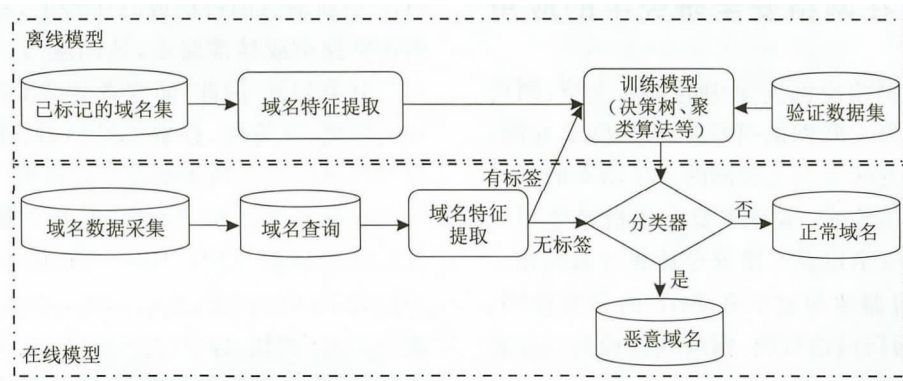 离线模型
已标记的域名集
域名特征提取
训练模型
(决策树、聚
类算法等)
验证数据集
有标签
域名数据采集
域名查询
域名特征
提取
无标签
分类器
否
正常域名
是
恶意域名
在线模型